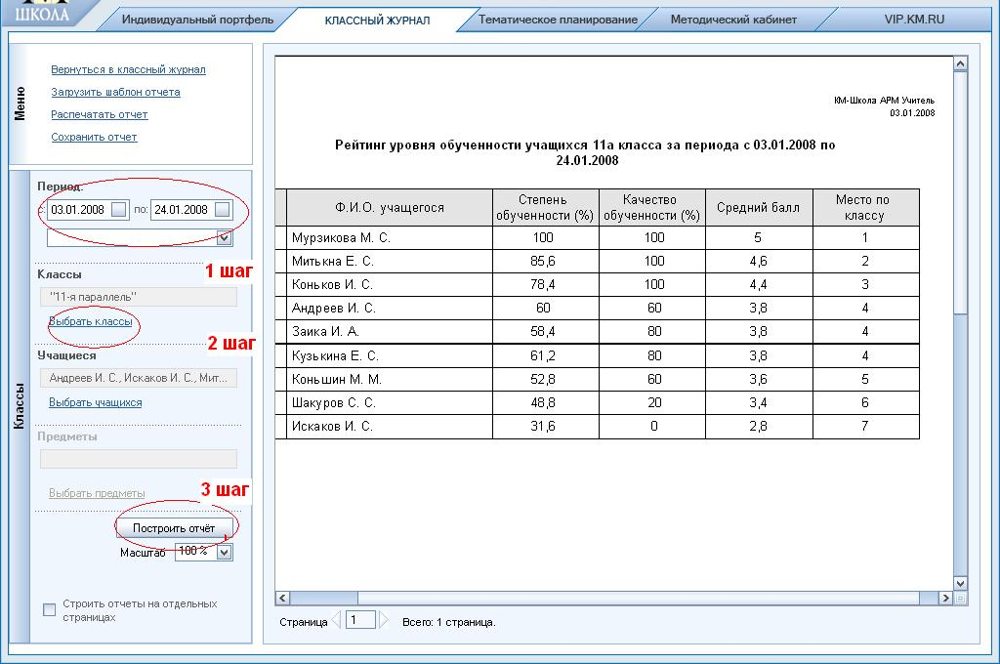 ШКОЛА
Индивидуальный портфель
КЛАССНЫЙ ЖУРНАЛ
Тематическое планирование
Методический кабинет
VIP.KM.RU
Меню
Вернуться в классный журнал
Загрузить шаблон отчета
Распечатать отчет
Сохранить отчет
Классы
Период:
с: 03.01.2008 по: 24.01.2008
1 шаг
Классы
"11-я параллель"
Выбрать классы
2 шаг
Учащиеся
Андреев И. С., Искаков И. С., Мит...
Выбрать учащихся
Предметы
Выбрать предметы
3 шаг
Построить отчёт
Масштаб 100%
Строить отчеты на отдельных
страницах
КМ-Школа АРМ Учитель
03.01.2008
Рейтинг уровня обученности учащихся 11а класса за периода с 03.01.2008 по
24.01.2008
Ф.И.О. учащегося Степень обученности (%) Качество обученности (%) Средний балл Место по классу
Мурзикова М. С. 100 100 5 1
Митькна Е. С. 85,6 100 4,6 2
Коньков И. С. 78,4 100 4,4 3
Андреев И. С. 60 60 3,8 4
Заика И. А. 58,4 80 3,8 4
Кузькина Е. С. 61,2 80 3,8 4
Коньшин М. М. 52,8 60 3,6 5
Шакуров С. С. 48,8 20 3,4 6
Искаков И. С. 31,6 0 2,8 7
Страница 1 Всего: 1 страница.